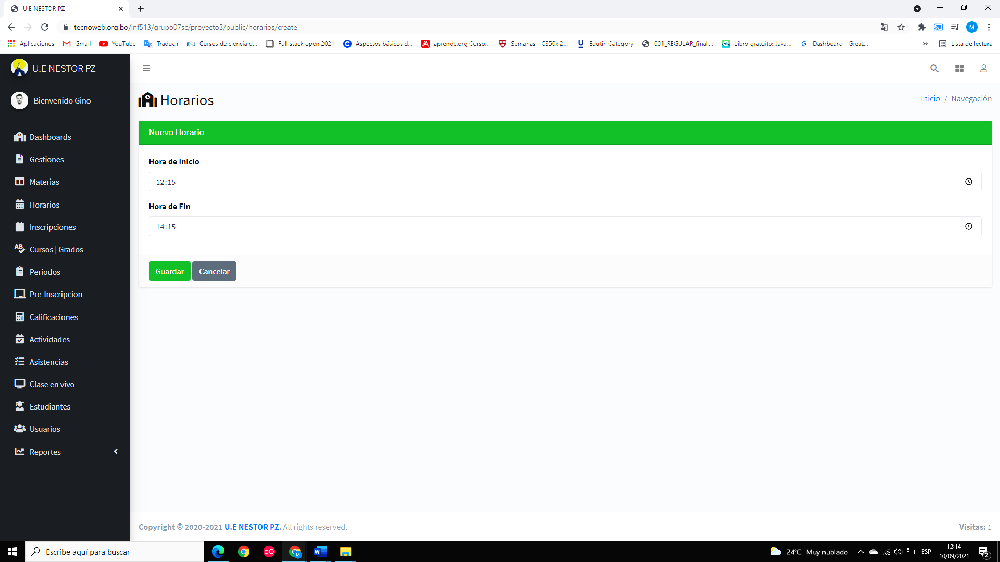 U.E NESTOR PZ
tecnoweb.org.bo/inf513/grupo07sc/proyecto3/public/horarios/create
M
Aplicaciones
Gmail
YouTube
Traducir
Cursos de ciencia d...
Full stack open 2021
Aspectos básicos d...
aprende.org Curso...
Semanas - CS50x 2...
Edutin Category
001_REGULAR_final....
Libro gratuito: Java...
Dashboard - Great...
»
Lista de lectura
U.E NESTOR PZ
Bienvenido Gino
Dashboards
Gestiones
Materias
Horarios
Inscripciones
Cursos | Grados
Periodos
Pre-Inscripcion
Calificaciones
Actividades
Asistencias
Clase en vivo
Estudiantes
Usuarios
Reportes
Horarios
Inicio / Navegación
Nuevo Horario
Hora de Inicio
12:15
Hora de Fin
14:15
Guardar
Cancelar
Copyright © 2020-2021 U.E NESTOR PZ. All rights reserved.
Visitas: 1
Escribe aquí para buscar
24°C Muy nublado
ESP
12:14
10/09/2021
2